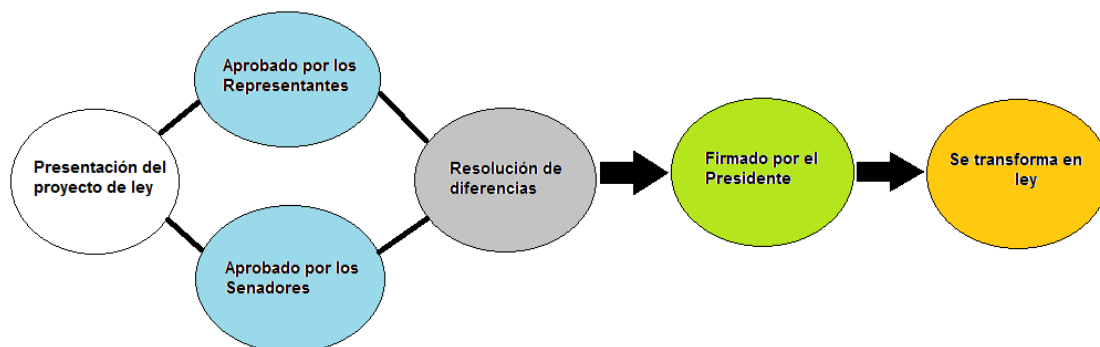 Presentación del
proyecto de ley
Aprobado por los
Representantes
Aprobado por los
Senadores
Resolución de
diferencias
Firmado por el
Presidente
Se transforma en
ley